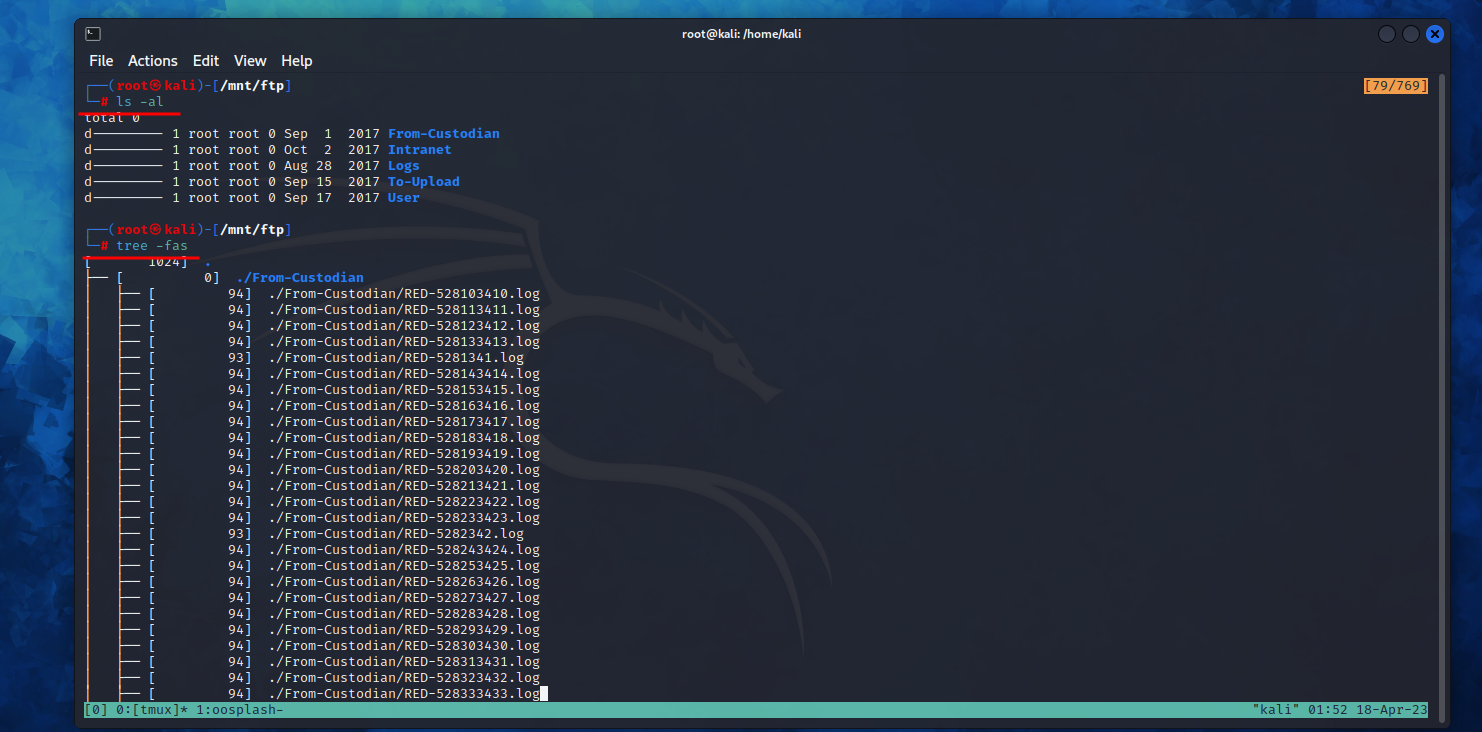 root@kali: /home/kali
File Actions Edit View Help
┌──(root㉿kali)-[/mnt/ftp] [79/769]
└─# ls -al
total 0
d--------- 1 root root 0 Sep 1 2017 From-Custodian
d--------- 1 root root 0 Oct 2 2017 Intranet
d--------- 1 root root 0 Aug 28 2017 Logs
d--------- 1 root root 0 Sep 15 2017 To-Upload
d--------- 1 root root 0 Sep 17 2017 User
┌──(root㉿kali)-[/mnt/ftp]
└─# tree -fas
[ 1024] .
├── [ 0] ./From-Custodian
│ ├── [ 94] ./From-Custodian/RED-528103410.log
│ ├── [ 94] ./From-Custodian/RED-528113411.log
│ ├── [ 94] ./From-Custodian/RED-528123412.log
│ ├── [ 94] ./From-Custodian/RED-528133413.log
│ ├── [ 93] ./From-Custodian/RED-5281341.log
│ ├── [ 94] ./From-Custodian/RED-528143414.log
│ ├── [ 94] ./From-Custodian/RED-528153415.log
│ ├── [ 94] ./From-Custodian/RED-528163416.log
│ ├── [ 94] ./From-Custodian/RED-528173417.log
│ ├── [ 94] ./From-Custodian/RED-528183418.log
│ ├── [ 94] ./From-Custodian/RED-528193419.log
│ ├── [ 94] ./From-Custodian/RED-528203420.log
│ ├── [ 94] ./From-Custodian/RED-528213421.log
│ ├── [ 94] ./From-Custodian/RED-528223422.log
│ ├── [ 94] ./From-Custodian/RED-528233423.log
│ ├── [ 93] ./From-Custodian/RED-5282342.log
│ ├── [ 94] ./From-Custodian/RED-528243424.log
│ ├── [ 94] ./From-Custodian/RED-528253425.log
│ ├── [ 94] ./From-Custodian/RED-528263426.log
│ ├── [ 94] ./From-Custodian/RED-528273427.log
│ ├── [ 94] ./From-Custodian/RED-528283428.log
│ ├── [ 94] ./From-Custodian/RED-528293429.log
│ ├── [ 94] ./From-Custodian/RED-528303430.log
│ ├── [ 94] ./From-Custodian/RED-528313431.log
│ ├── [ 94] ./From-Custodian/RED-528323432.log
│ ├── [ 94] ./From-Custodian/RED-528333433.log
[0] 0:[tmux]* 1:oosplash- "kali" 01:52 18-Apr-23